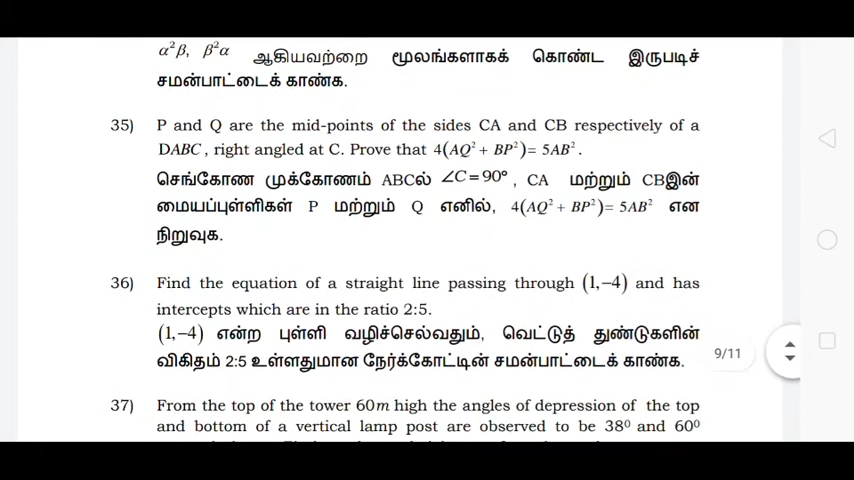 α²β, β²α ஆகியவற்றை மூலங்களாகக் கொண்ட இருபடிச்
சமன்பாட்டைக் காண்க.
35) P and Q are the mid-points of the sides CA and CB respectively of a
DABC, right angled at C. Prove that 4(AQ² + BP²) = 5AB².
செங்கோண முக்கோணம் ABCல் ∠C = 90°, CA மற்றும் CBஇன்
மையப்புள்ளிகள் P மற்றும் Q எனில், 4(AQ² + BP²) = 5AB² என
நிறுவுக.
36) Find the equation of a straight line passing through (1,−4) and has
intercepts which are in the ratio 2:5.
(1,−4) என்ற புள்ளி வழிச்செல்வதும், வெட்டுத் துண்டுகளின்
விகிதம் 2:5 உள்ளதுமான நேர்க்கோட்டின் சமன்பாட்டைக் காண்க.
9/11
37) From the top of the tower 60m high the angles of depression of the top
and bottom of a vertical lamp post are observed to be 38⁰ and 60⁰